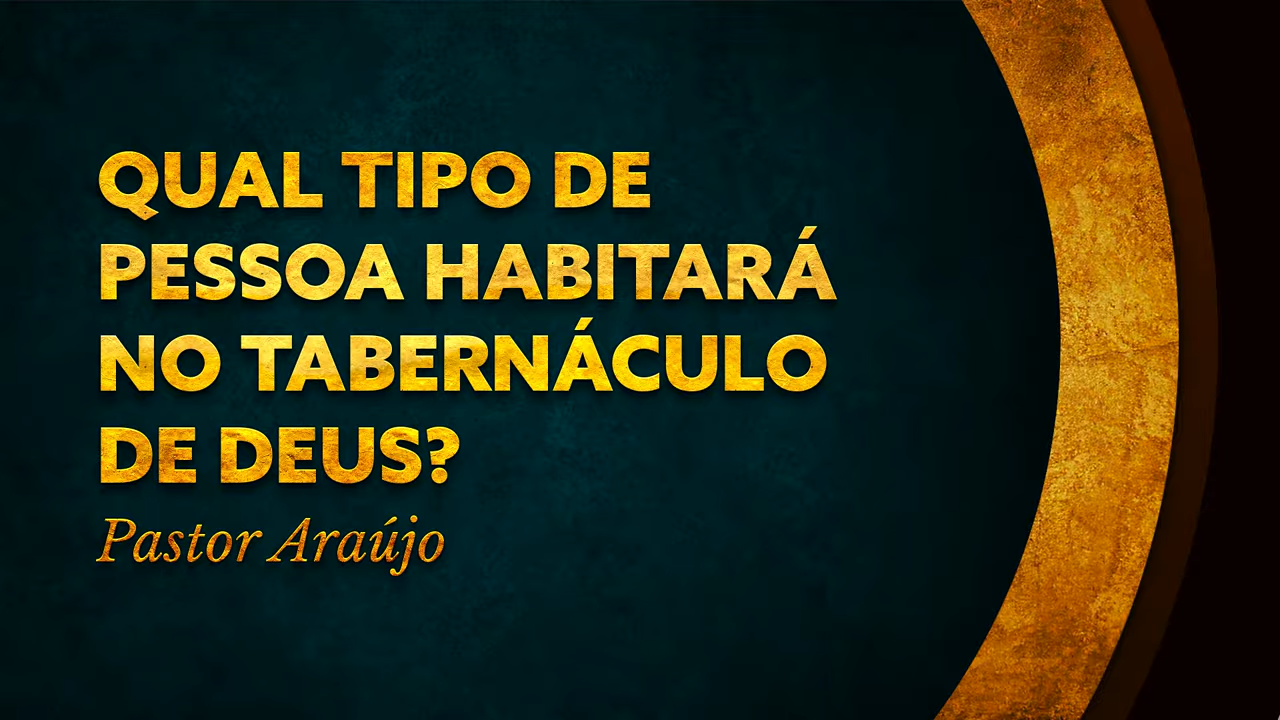 QUAL TIPO DE
PESSOA HABITARÁ
NO TABERNÁCULO
DE DEUS?
Pastor Araújo